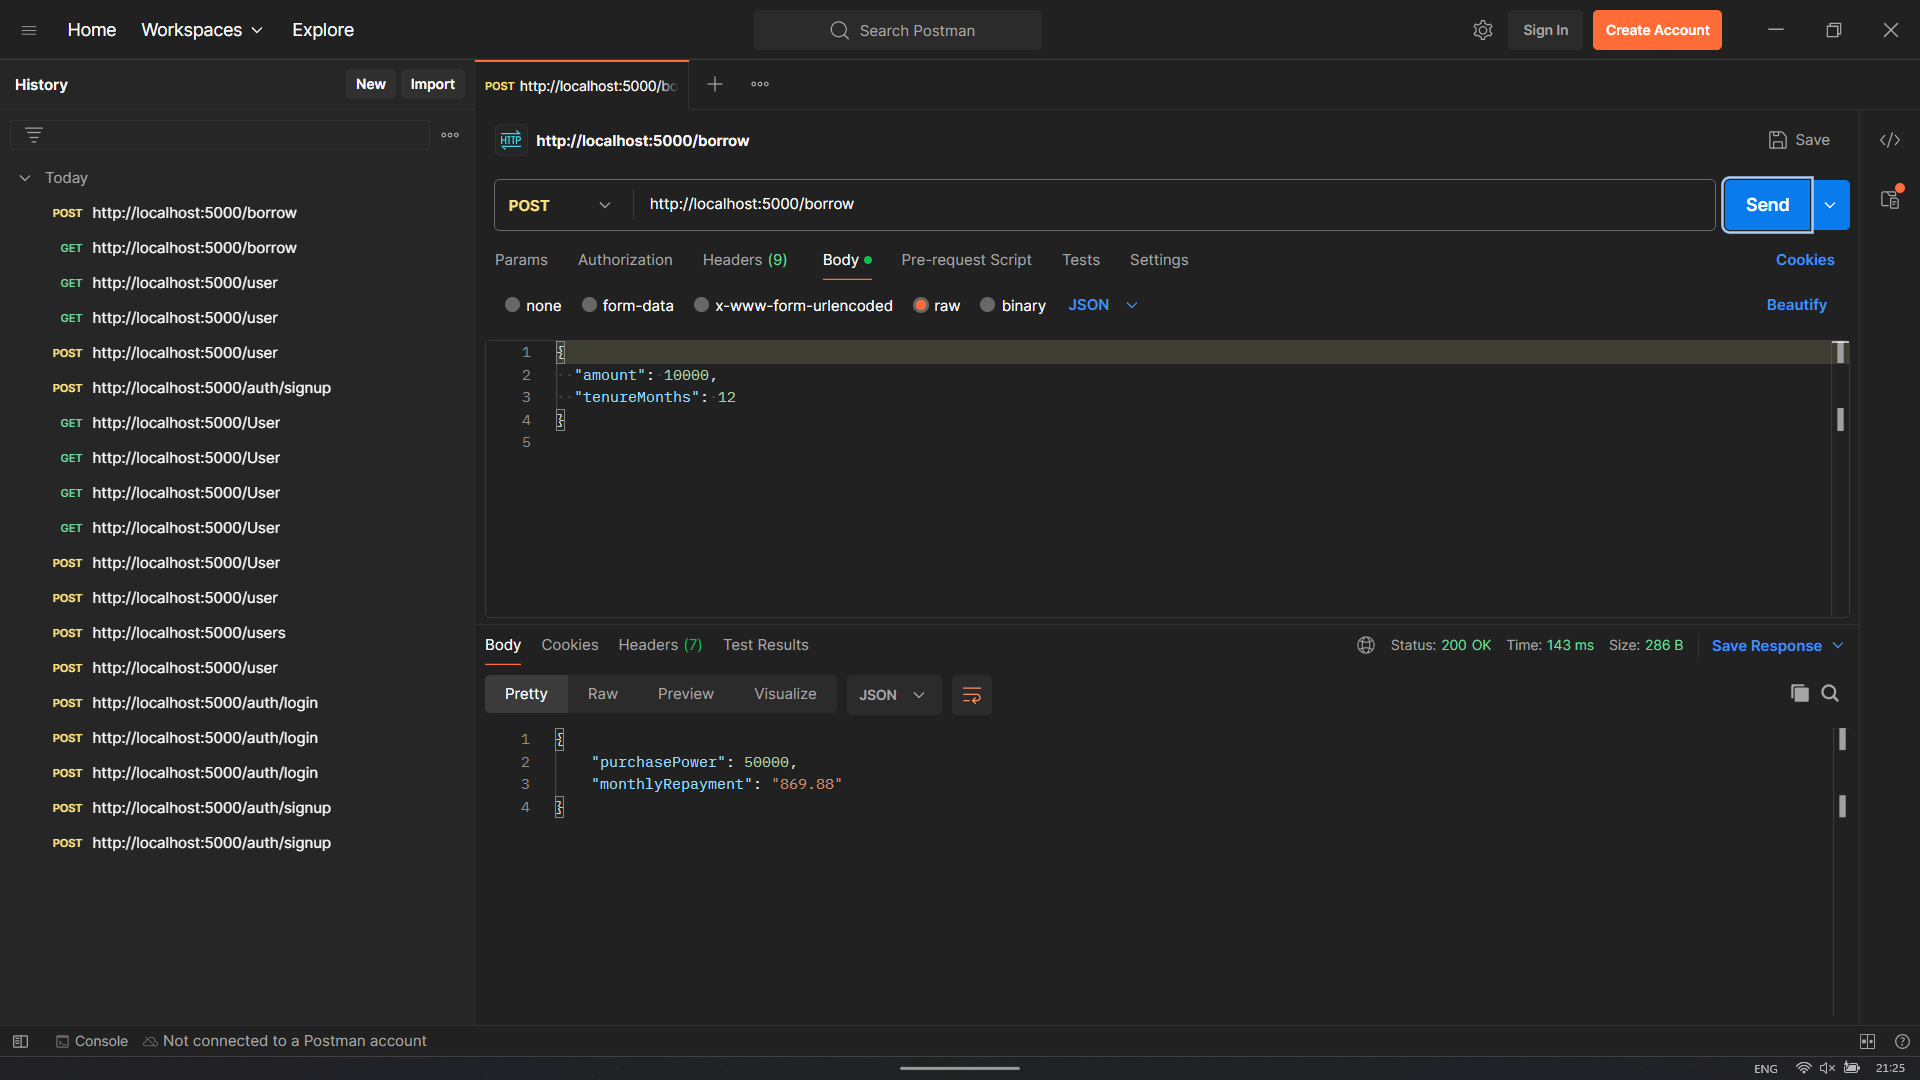 Home Workspaces Explore Search Postman Sign In Create Account
History New Import POST http://localhost:5000/bo
http://localhost:5000/borrow Save
Today
POST http://localhost:5000/borrow
GET http://localhost:5000/borrow
GET http://localhost:5000/user
GET http://localhost:5000/user
POST http://localhost:5000/user
POST http://localhost:5000/auth/signup
GET http://localhost:5000/User
GET http://localhost:5000/User
GET http://localhost:5000/User
GET http://localhost:5000/User
POST http://localhost:5000/User
POST http://localhost:5000/user
POST http://localhost:5000/users
POST http://localhost:5000/user
POST http://localhost:5000/auth/login
POST http://localhost:5000/auth/login
POST http://localhost:5000/auth/login
POST http://localhost:5000/auth/signup
POST http://localhost:5000/auth/signup
POST http://localhost:5000/borrow Send
Params Authorization Headers (9) Body Pre-request Script Tests Settings Cookies
none form-data x-www-form-urlencoded raw binary JSON Beautify
1 {
2 "amount": 10000,
3 "tenureMonths": 12
4 }
5
Body Cookies Headers (7) Test Results Status: 200 OK Time: 143 ms Size: 286 B Save Response
Pretty Raw Preview Visualize JSON
1 {
2 "purchasePower": 50000,
3 "monthlyRepayment": "869.88"
4 }
Console Not connected to a Postman account
ENG 21:25